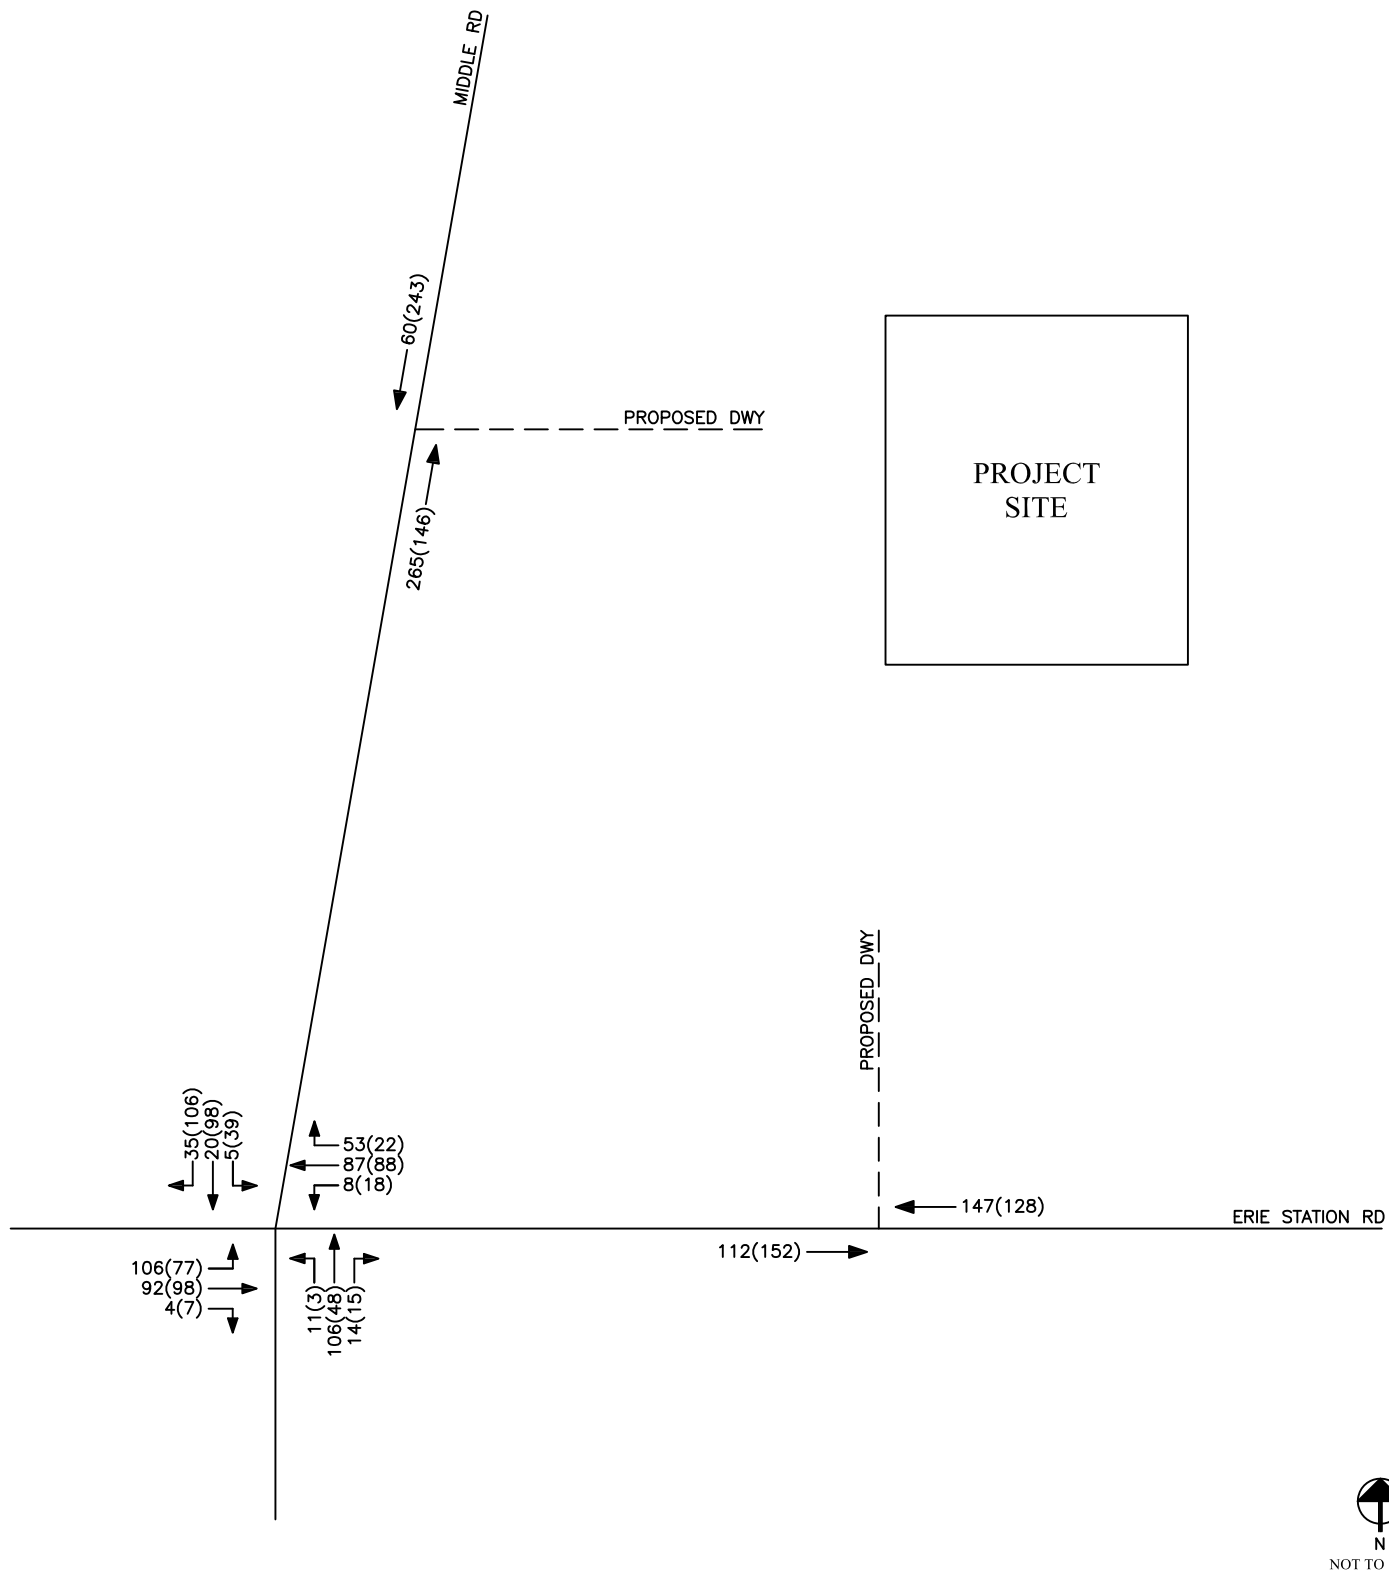 MIDDLE RD
60(243)
PROPOSED DWY
PROJECT
SITE
265(146)
PROPOSED DWY
35(106)
20(98)
5(39)
53(22)
87(88)
8(18)
147(128)
ERIE STATION RD
112(152)
106(77)
92(98)
4(7)
11(3)
106(48)
14(15)
N
NOT TO